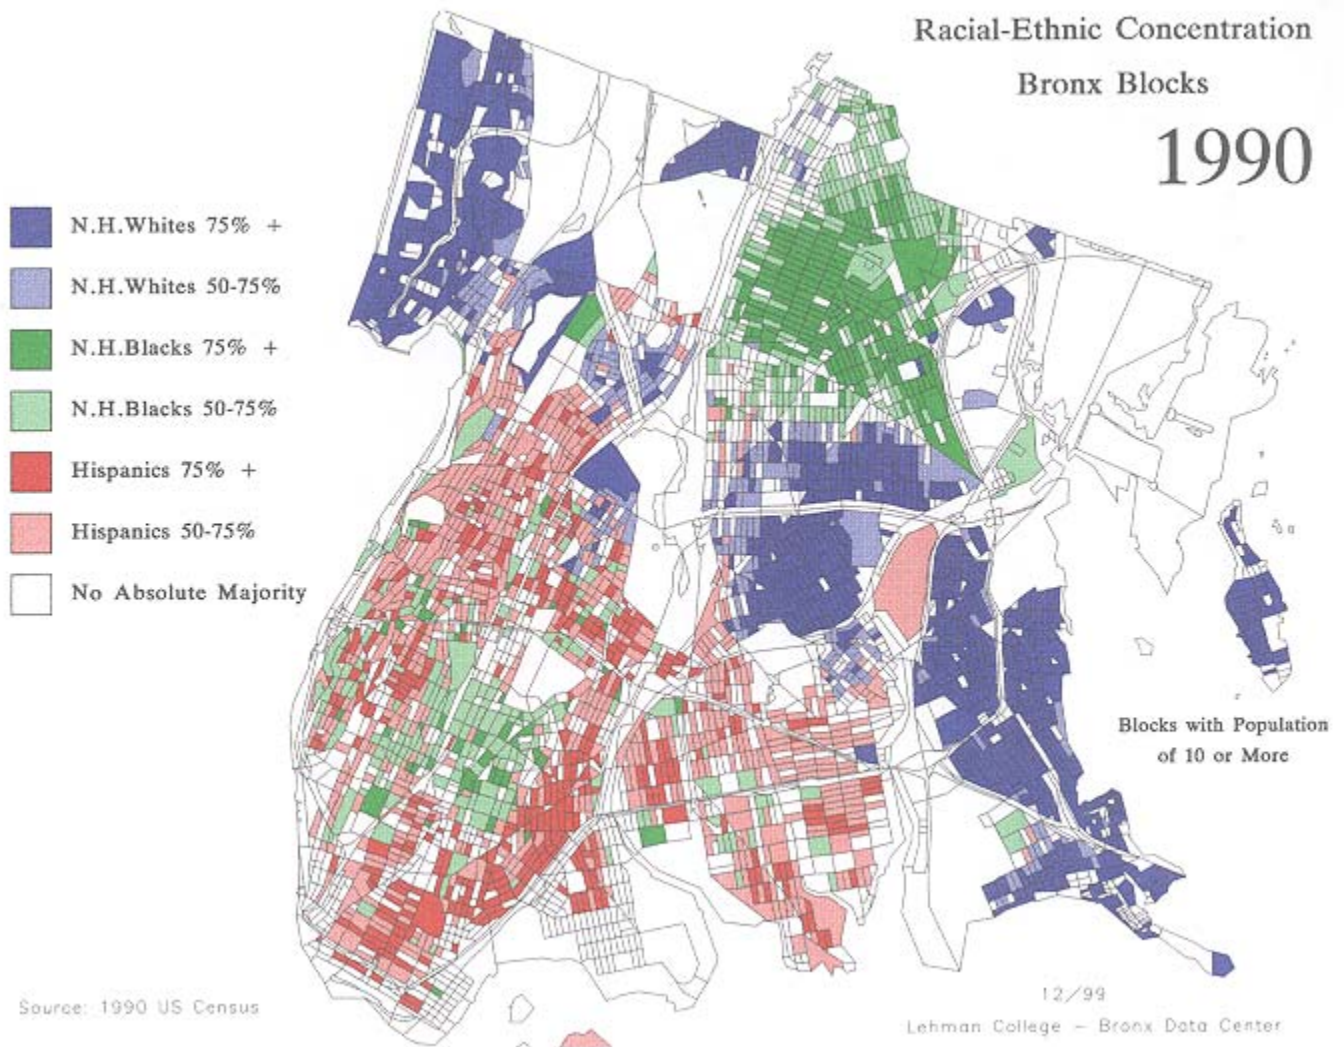 Racial-Ethnic Concentration
Bronx Blocks
1990
N.H.Whites 75% +
N.H.Whites 50-75%
N.H.Blacks 75% +
N.H.Blacks 50-75%
Hispanics 75% +
Hispanics 50-75%
No Absolute Majority
Blocks with Population
of 10 or More
Source: 1990 US Census
12/99
Lehman College - Bronx Data Center